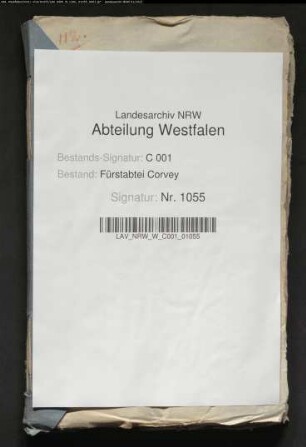 Landesarchiv NRW
Abteilung Westfalen
Bestands-Signatur: C 001
Bestand: Fürstabtei Corvey
Signatur: Nr. 1055
LAV_NRW_W_C001_01055